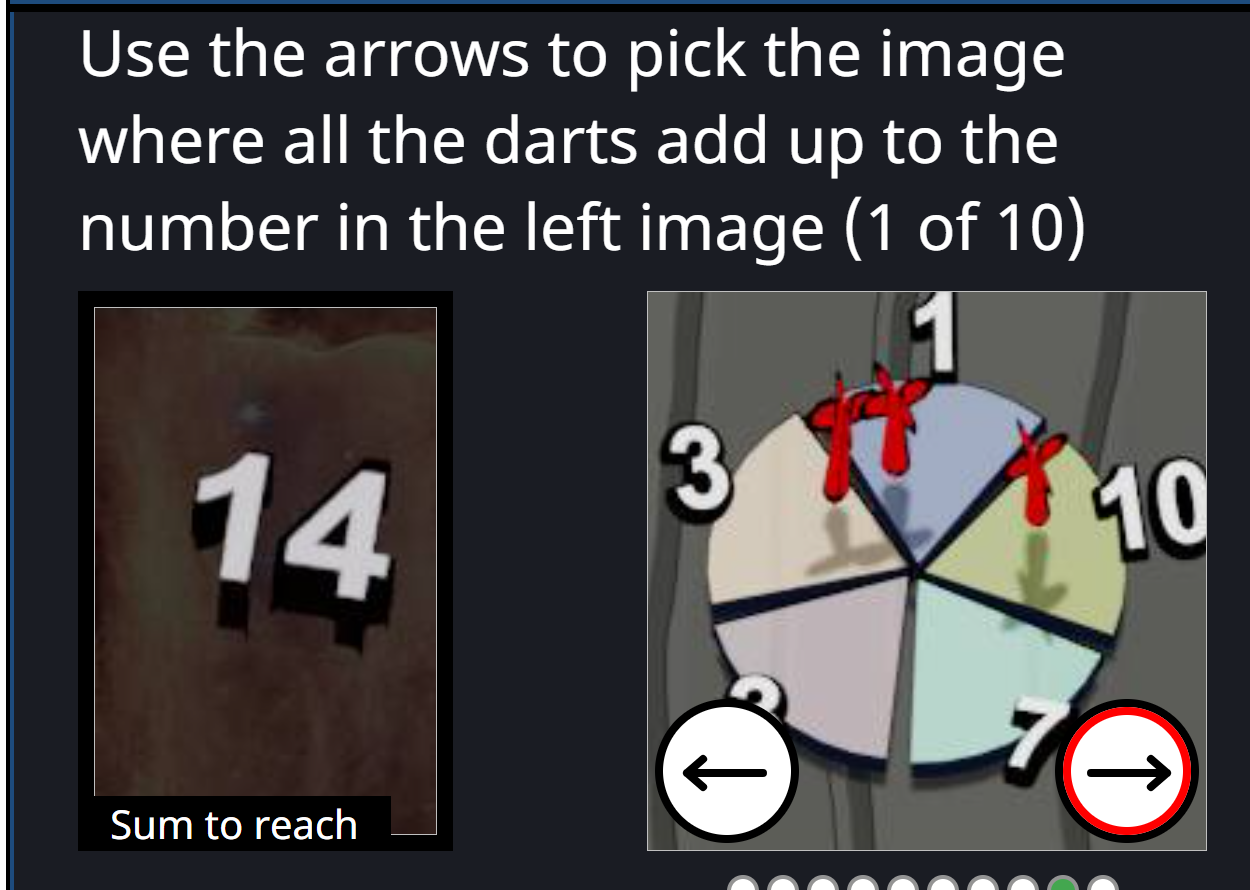 Use the arrows to pick the image
where all the darts add up to the
number in the left image (1 of 10)
14
Sum to reach
1
3
10
7